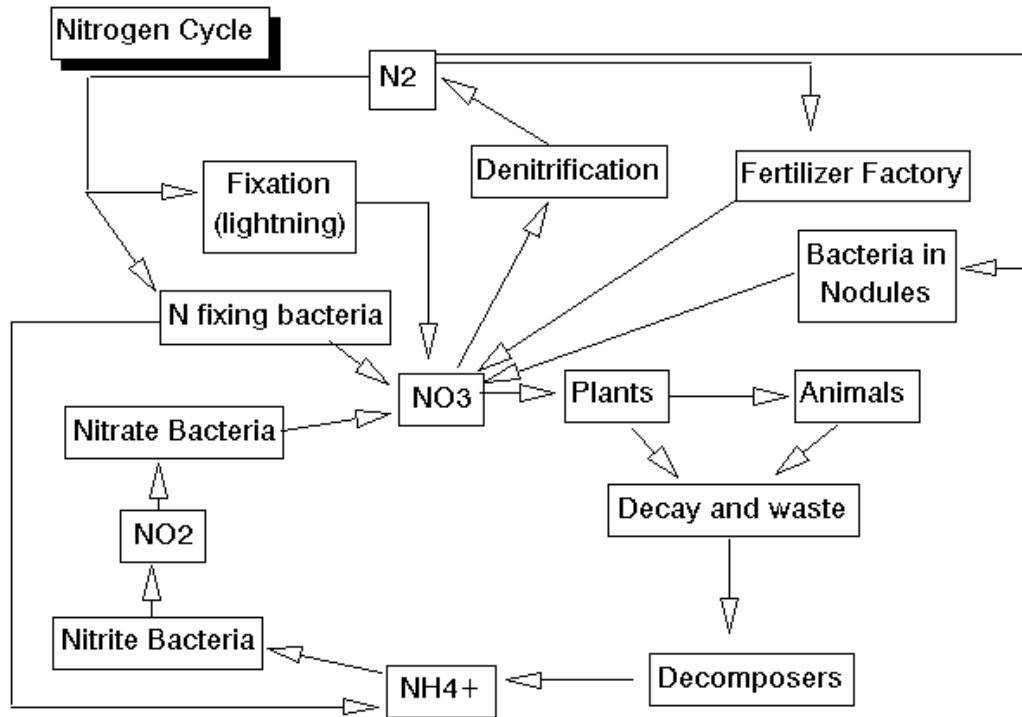 Nitrogen Cycle
N2
Denitrification
Fertilizer Factory
Fixation
(lightning)
Bacteria in
Nodules
N fixing bacteria
NO3
Plants
Animals
Nitrate Bacteria
Decay and waste
NO2
Nitrite Bacteria
Decomposers
NH4+